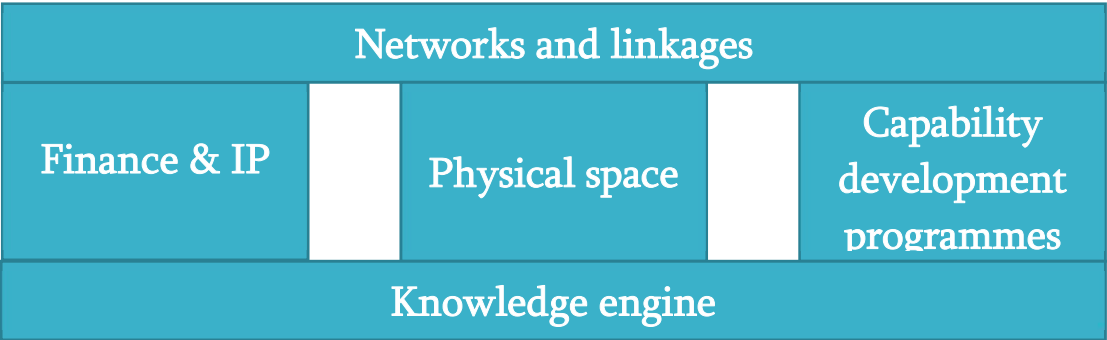 Networks and linkages
Finance & IP
Physical space
Capability
development
programmes
Knowledge engine